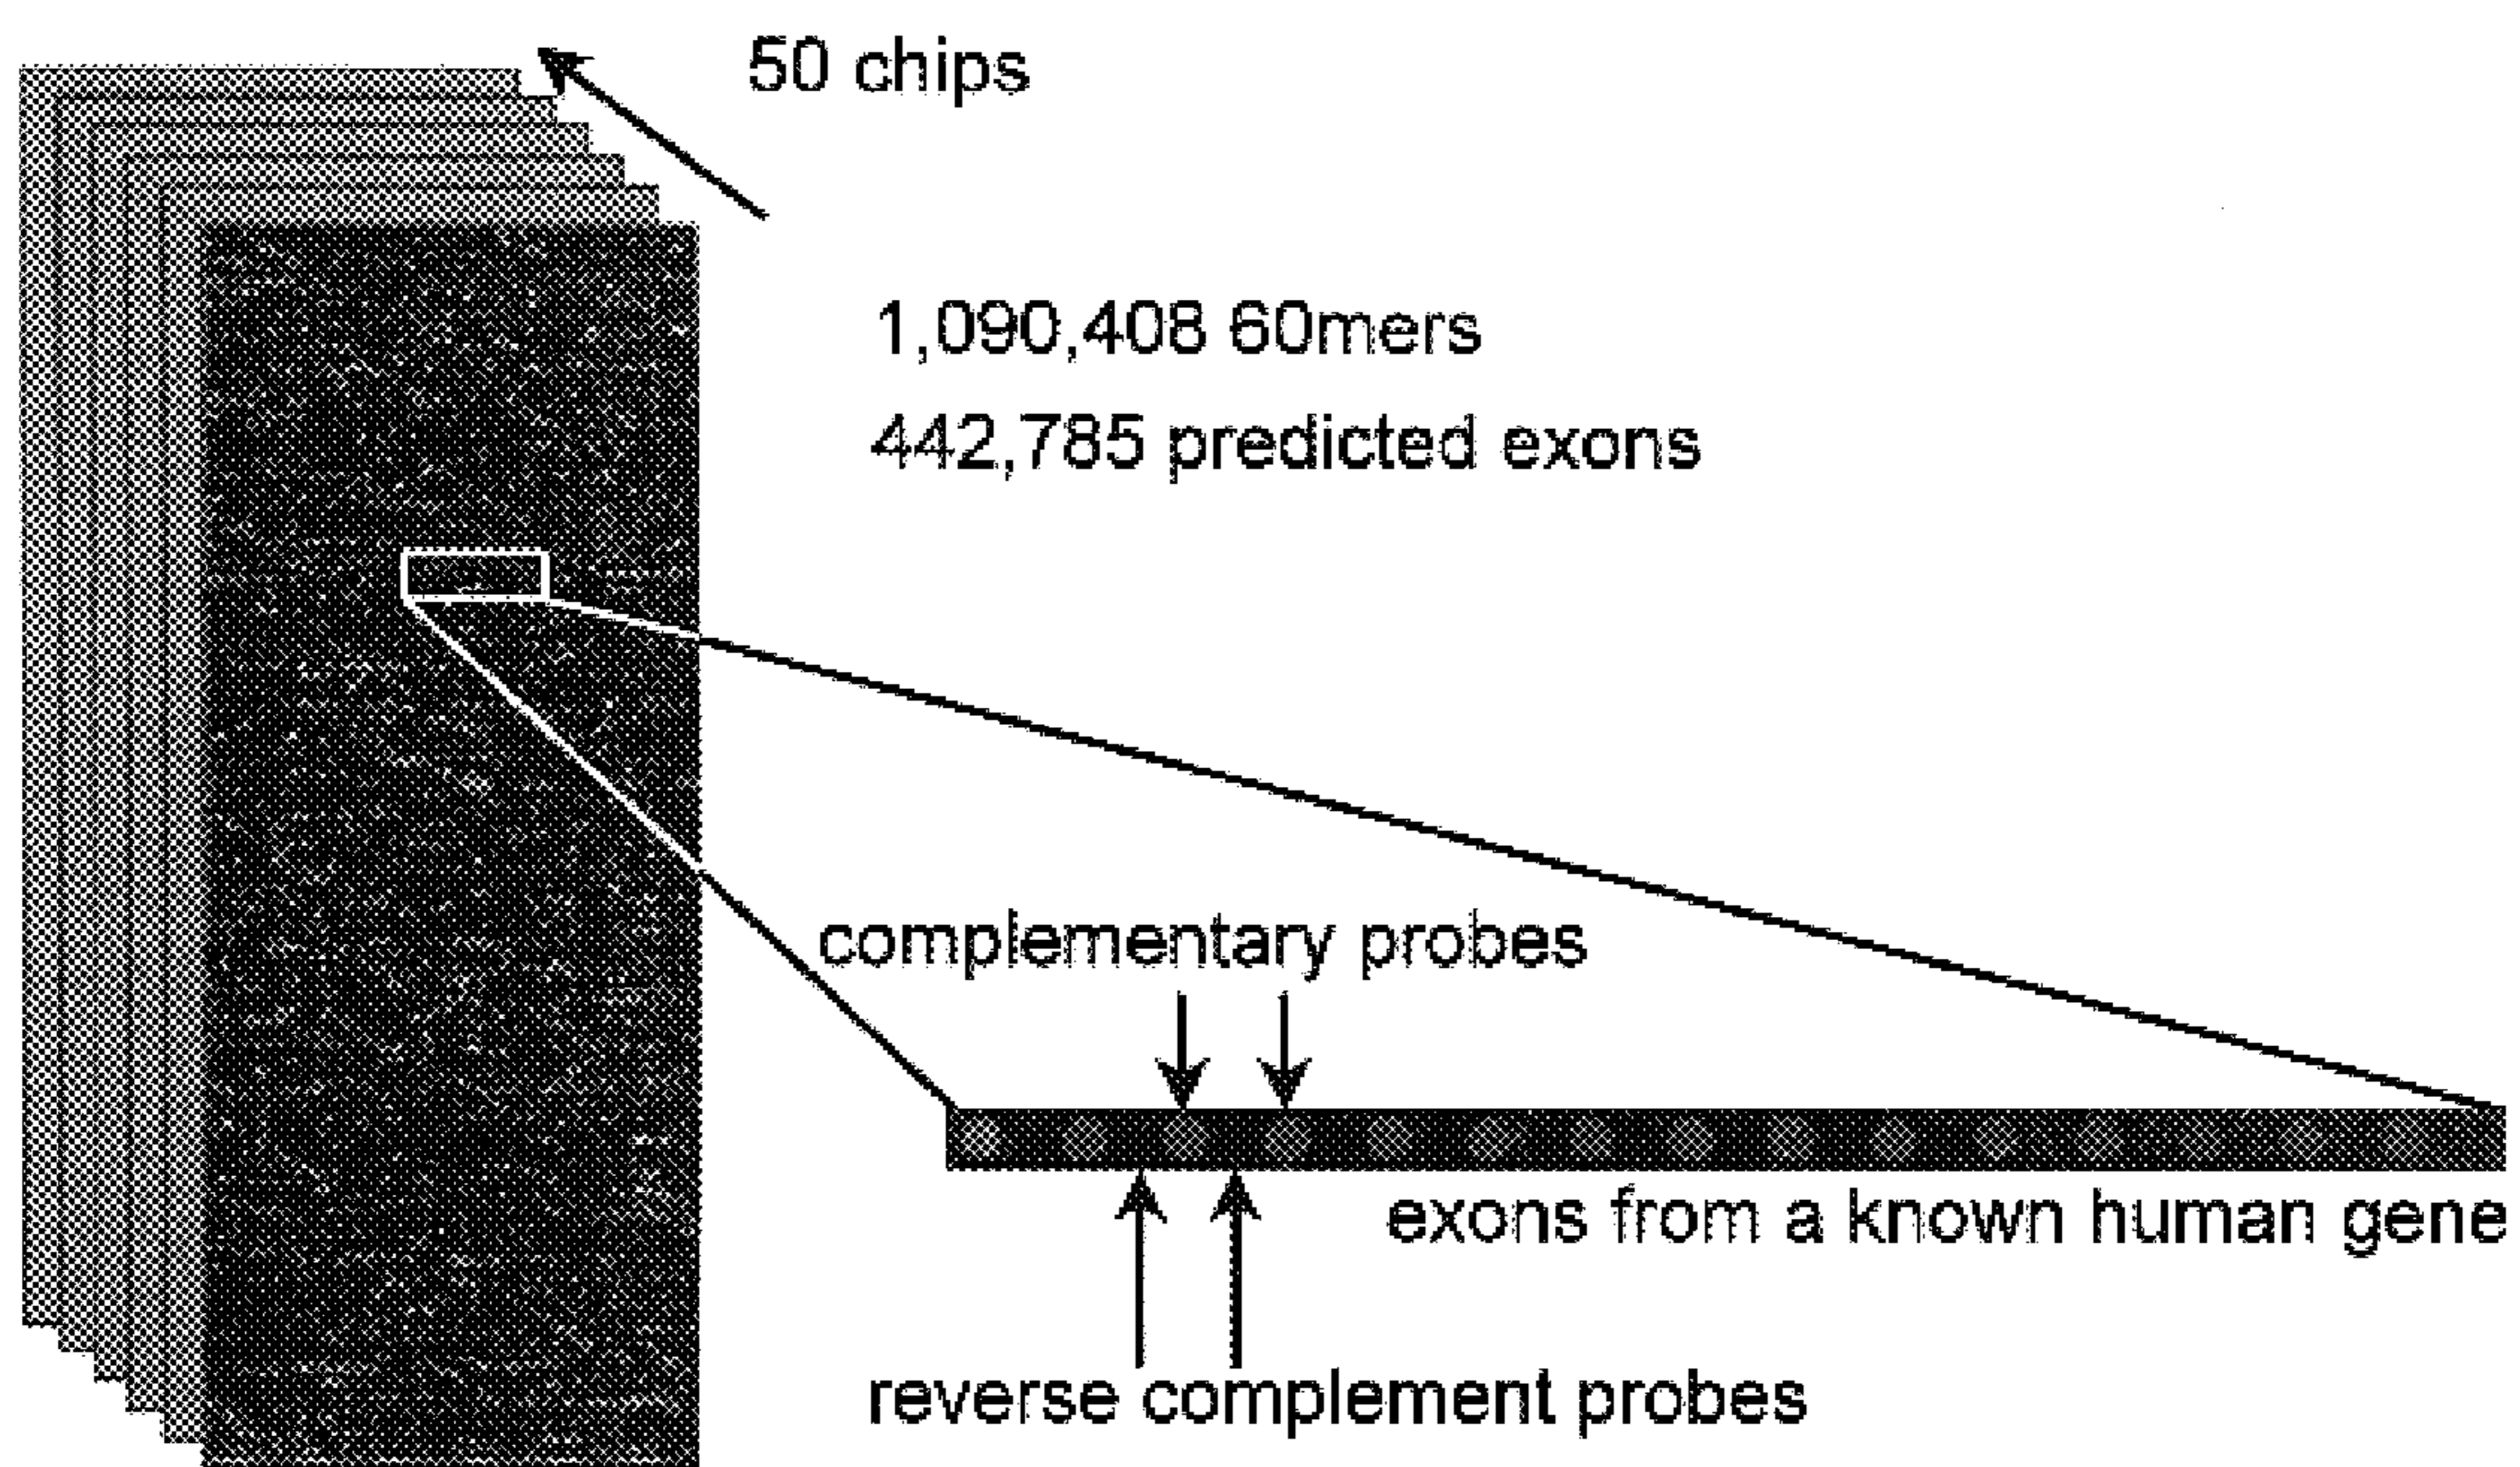 50 chips
1,090,408 60mers
442,785 predicted exons
complementary probes
exons from a known human gene
reverse complement probes